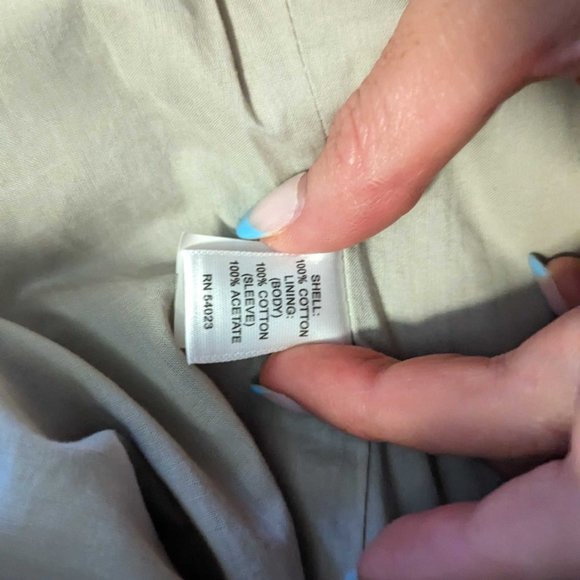 SHELL:
100% COTTON
LINING:
(BODY)
100% COTTON
(SLEEVE)
100% ACETATE
RN 54023